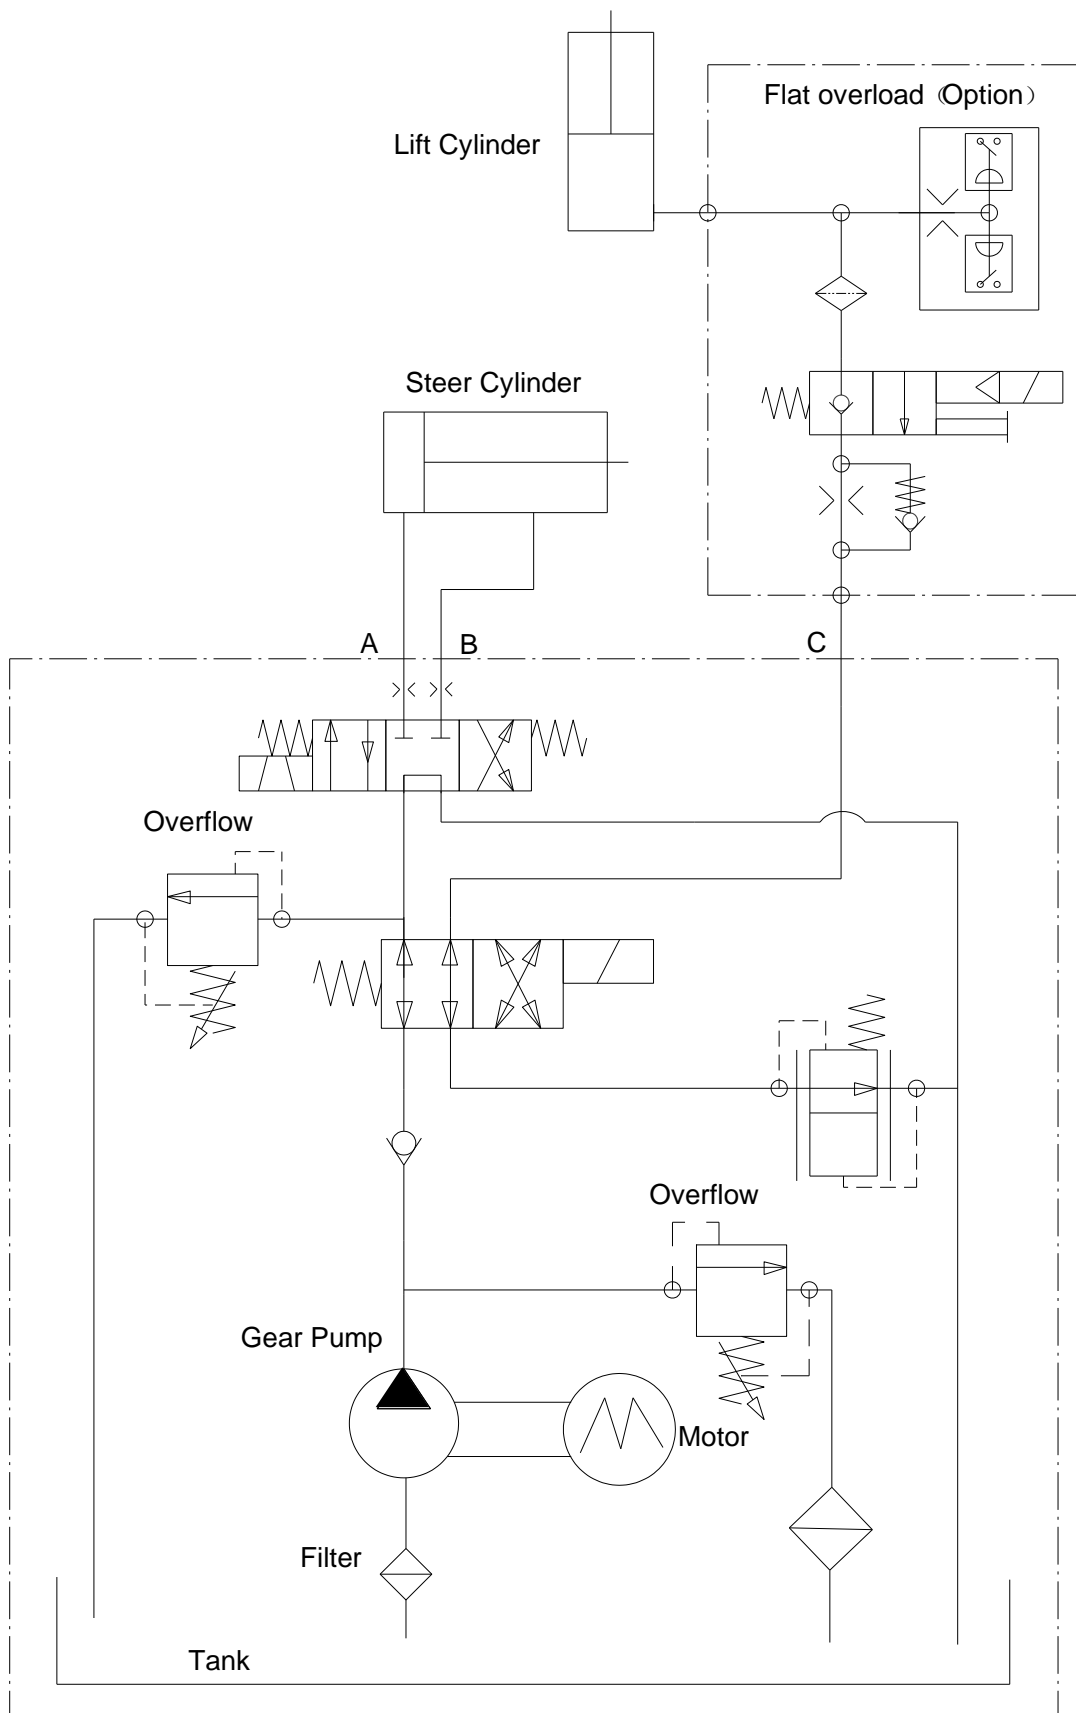 Flat overload（Option）
Lift Cylinder
Steer Cylinder
A
B
C
Overflow
Overflow
Gear Pump
Motor
Filter
Tank